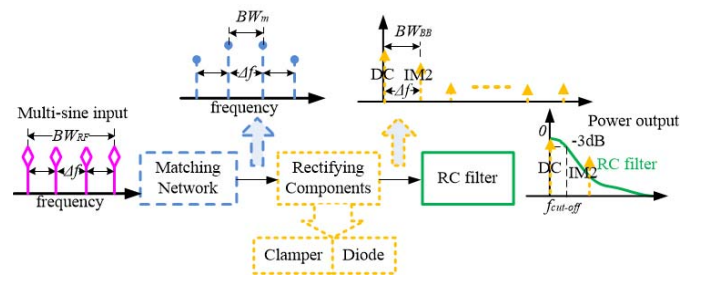 BWm
Δf
frequency
BWBB
DC
IM2
Δf
Multi-sine input
BWRF
Δf
frequency
Matching
Network
Rectifying
Components
RC filter
Clamper
Diode
Power output
0
-3dB
RC filter
DC
IM2
fcut-off